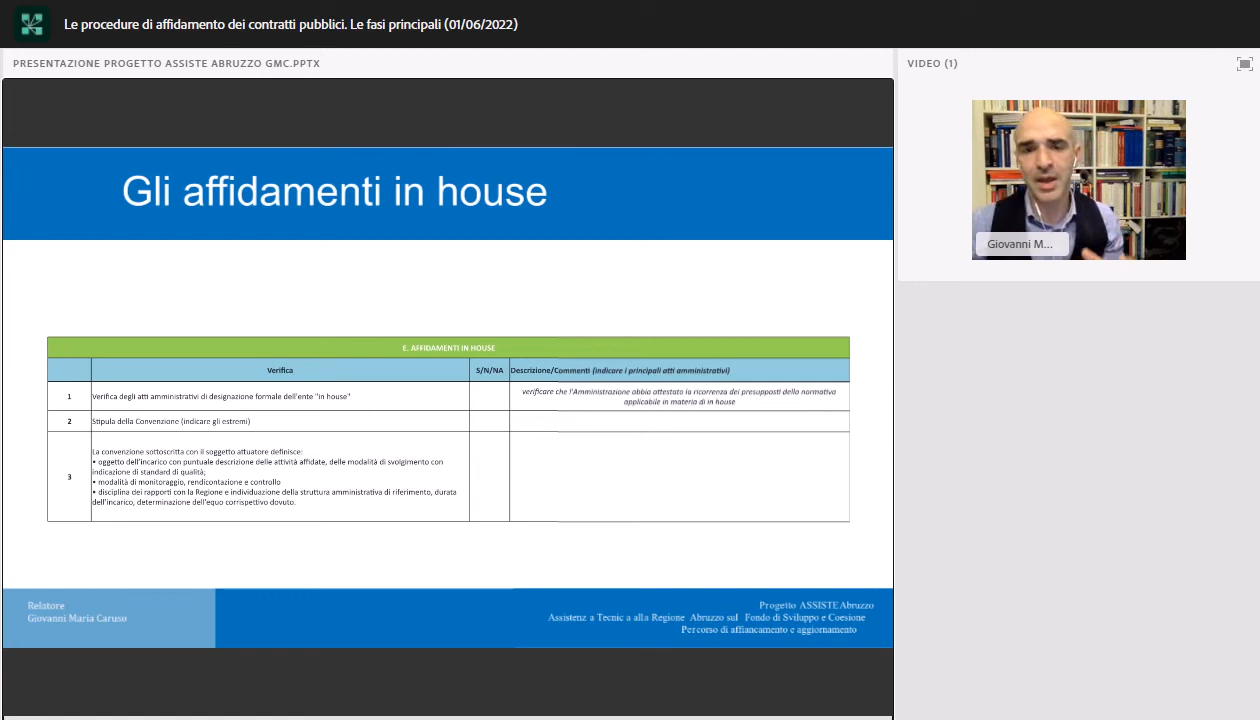 Le procedure di affidamento dei contratti pubblici. Le fasi principali (01/06/2022)
PRESENTAZIONE PROGETTO ASSISTE ABRUZZO GMC.PPTX
VIDEO (1)
Giovanni M...
Gli affidamenti in house
E. AFFIDAMENTI IN HOUSE
Verifica S/N/NA Descrizione/Commenti (indicare i principali atti amministrativi)
1 Verifica degli atti amministrativi di designazione formale dell'ente "in house"
verificare che l'Amministrazione abbia attestato la ricorrenza dei presupposti della normativa
applicabile in materia di in house
2 Stipula della Convenzione (indicare gli estremi)
3
La convenzione sottoscritta con il soggetto attuatore definisce:
• oggetto dell'incarico con puntuale descrizione delle attività affidate, delle modalità di svolgimento con
indicazione di standard di qualità;
• modalità di monitoraggio, rendicontazione e controllo
• disciplina dei rapporti con la Regione e individuazione della struttura amministrativa di riferimento, durata
dell'incarico, determinazione dell'equo corrispettivo dovuto.
Relatore
Giovanni Maria Caruso
Progetto ASSISTE Abruzzo
Assistenz a Tecnic a alla Regione Abruzzo sul Fondo di Sviluppo e Coesione
Percorso di affiancamento e aggiornamento